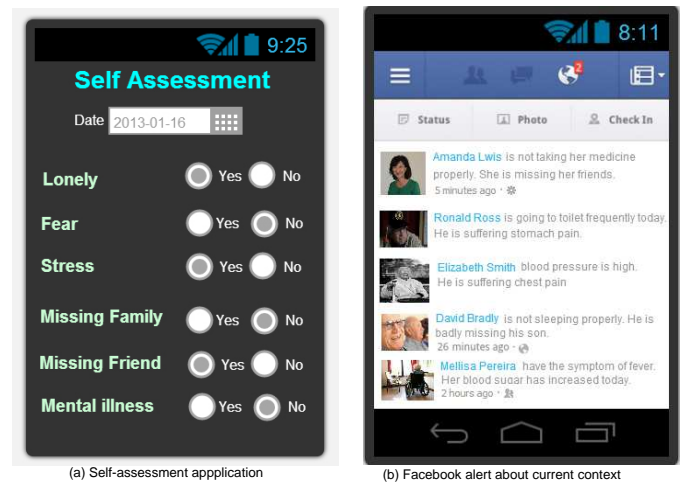 9:25
Self Assessment
Date 2013-01-16
Lonely Yes No
Fear Yes No
Stress Yes No
Missing Family Yes No
Missing Friend Yes No
Mental illness Yes No
(a) Self-assessment appplication
8:11
2
Status Photo Check In
Amanda Lwis is not taking her medicine
properly. She is missing her friends.
5 minutes ago ·
Ronald Ross is going to toilet frequently today.
He is suffering stomach pain.
Elizabeth Smith blood pressure is high.
He is suffering chest pain
David Bradly is not sleeping properly. He is
badly missing his son.
26 minutes ago ·
Mellisa Pereira have the symptom of fever.
Her blood sugar has increased today.
2 hours ago ·
(b) Facebook alert about current context